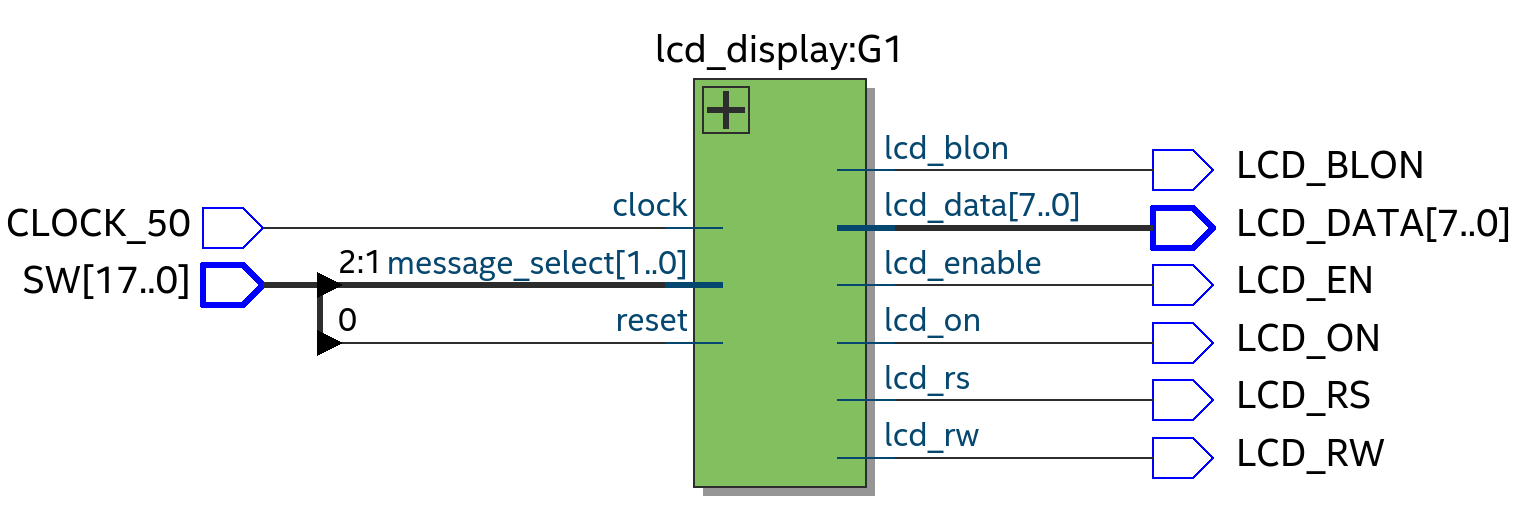 lcd_display:G1
lcd_blon
LCD_BLON
clock
lcd_data[7..0]
CLOCK_50
LCD_DATA[7..0]
2:1
message_select[1..0]
lcd_enable
SW[17..0]
LCD_EN
0
reset
lcd_on
LCD_ON
lcd_rs
LCD_RS
lcd_rw
LCD_RW